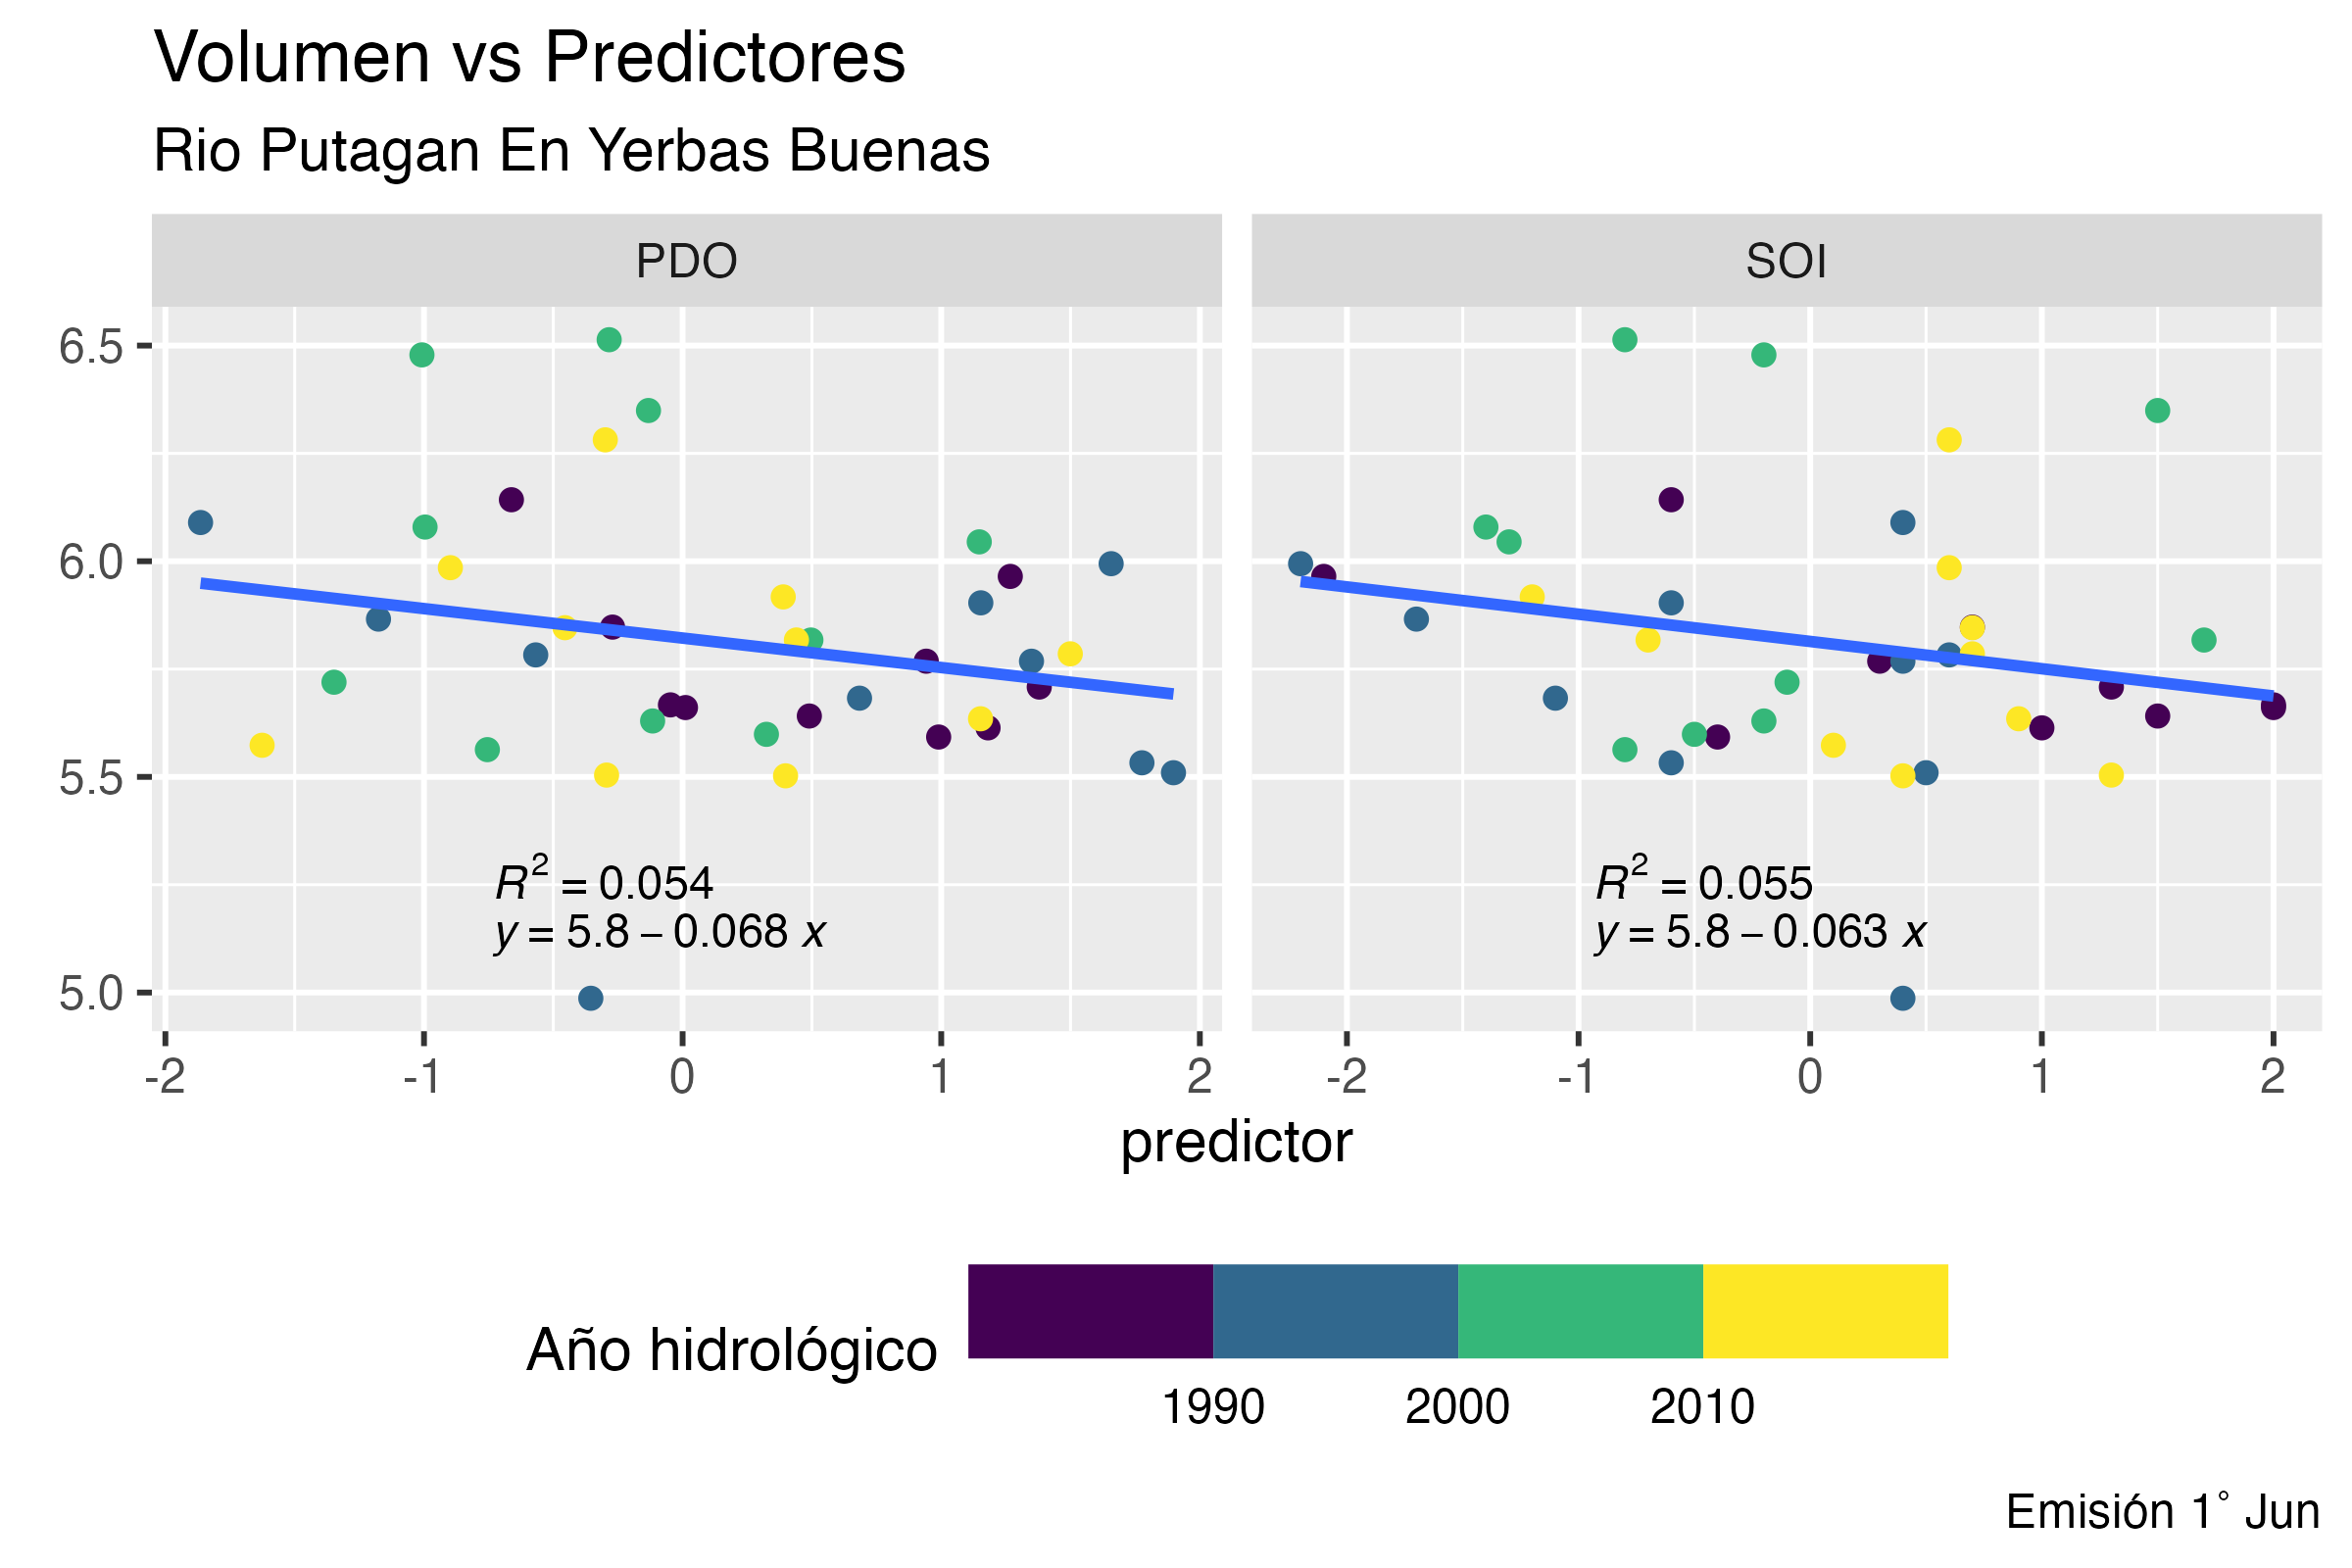 Volumen vs Predictores
Rio Putagan En Yerbas Buenas
PDO
SOI
6.5
6.0
5.5
5.0
R² = 0.054
y = 5.8 – 0.068 x
R² = 0.055
y = 5.8 – 0.063 x
-2 -1 0 1 2
-2 -1 0 1 2
predictor
Año hidrológico
1990 2000 2010
Emisión 1° Jun